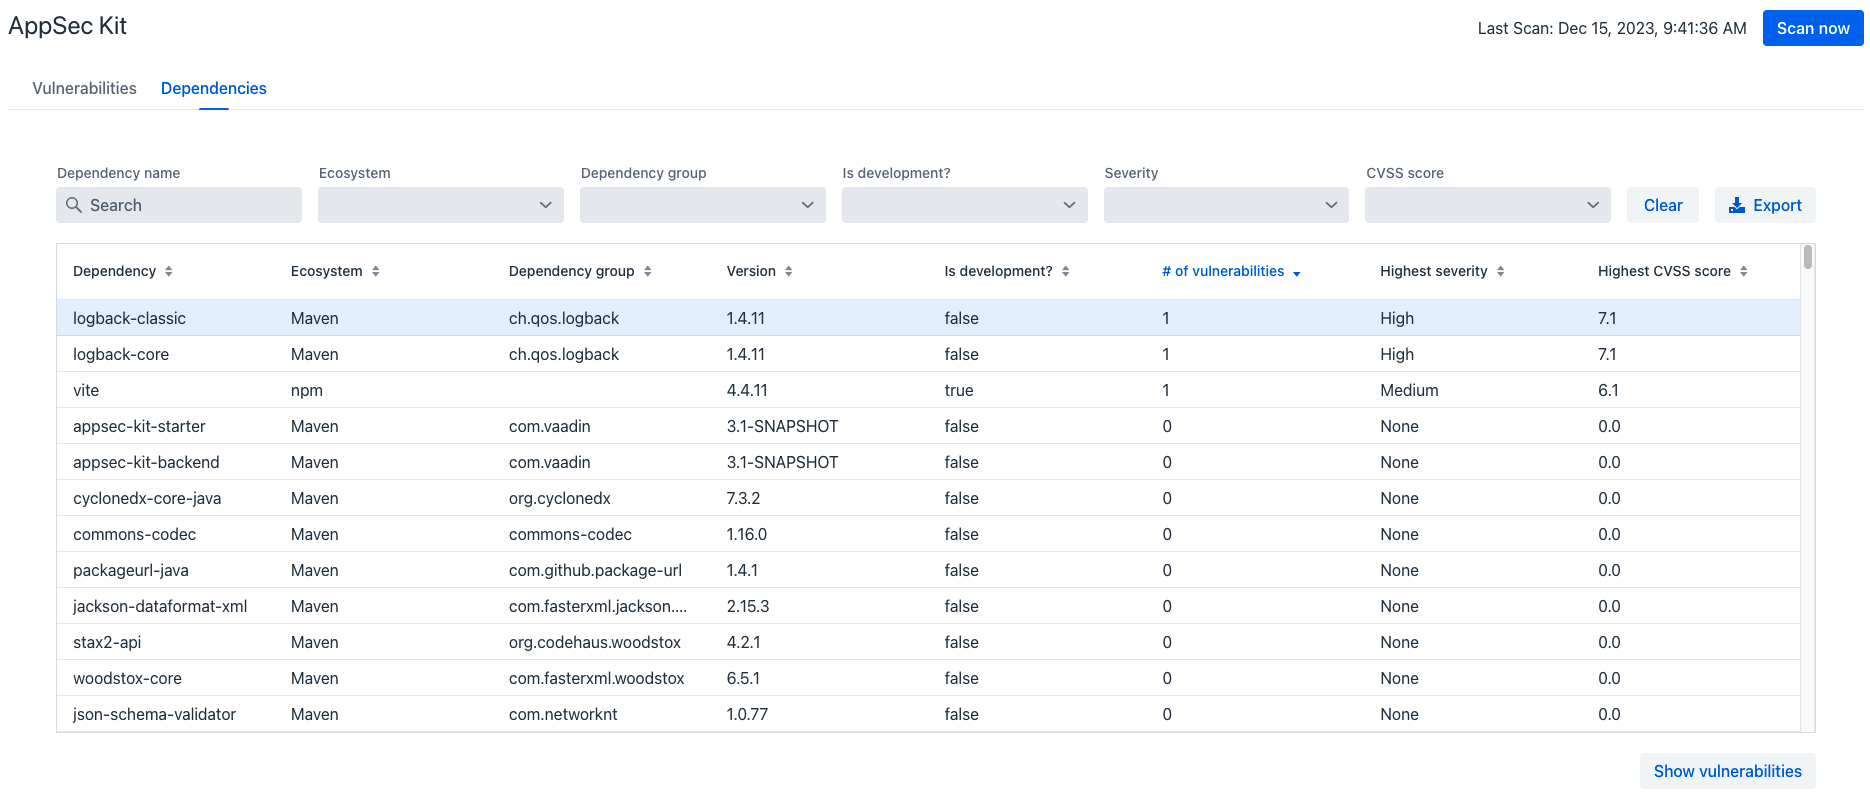 AppSec Kit
Last Scan: Dec 15, 2023, 9:41:36 AM Scan now
Vulnerabilities Dependencies
Dependency name Ecosystem Dependency group Is development? Severity CVSS score
Search Clear Export
Dependency Ecosystem Dependency group Version Is development? # of vulnerabilities Highest severity Highest CVSS score
logback-classic Maven ch.qos.logback 1.4.11 false 1 High 7.1
logback-core Maven ch.qos.logback 1.4.11 false 1 High 7.1
vite npm 4.4.11 true 1 Medium 6.1
appsec-kit-starter Maven com.vaadin 3.1-SNAPSHOT false 0 None 0.0
appsec-kit-backend Maven com.vaadin 3.1-SNAPSHOT false 0 None 0.0
cyclonedx-core-java Maven org.cyclonedx 7.3.2 false 0 None 0.0
commons-codec Maven commons-codec 1.16.0 false 0 None 0.0
packageurl-java Maven com.github.package-url 1.4.1 false 0 None 0.0
jackson-dataformat-xml Maven com.fasterxml.jackson.... 2.15.3 false 0 None 0.0
stax2-api Maven org.codehaus.woodstox 4.2.1 false 0 None 0.0
woodstox-core Maven com.fasterxml.woodstox 6.5.1 false 0 None 0.0
json-schema-validator Maven com.networknt 1.0.77 false 0 None 0.0
Show vulnerabilities